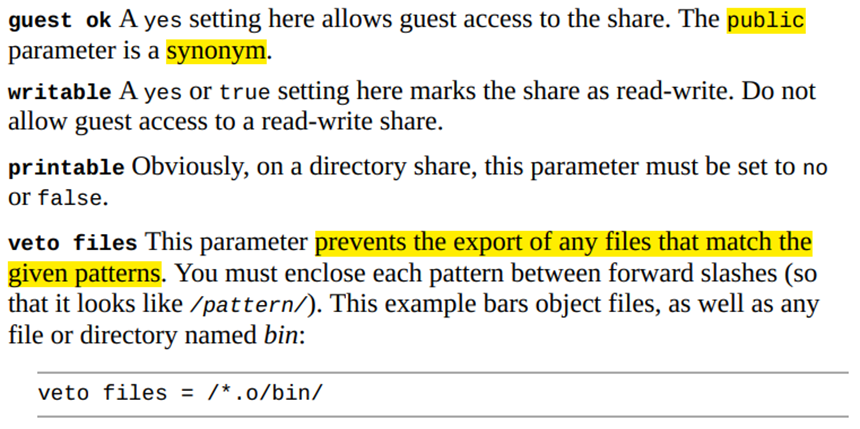 guest ok A yes setting here allows guest access to the share. The public
parameter is a synonym.
writable A yes or true setting here marks the share as read-write. Do not
allow guest access to a read-write share.
printable Obviously, on a directory share, this parameter must be set to no
or false.
veto files This parameter prevents the export of any files that match the
given patterns. You must enclose each pattern between forward slashes (so
that it looks like /pattern/). This example bars object files, as well as any
file or directory named bin:
veto files = /*.o/bin/